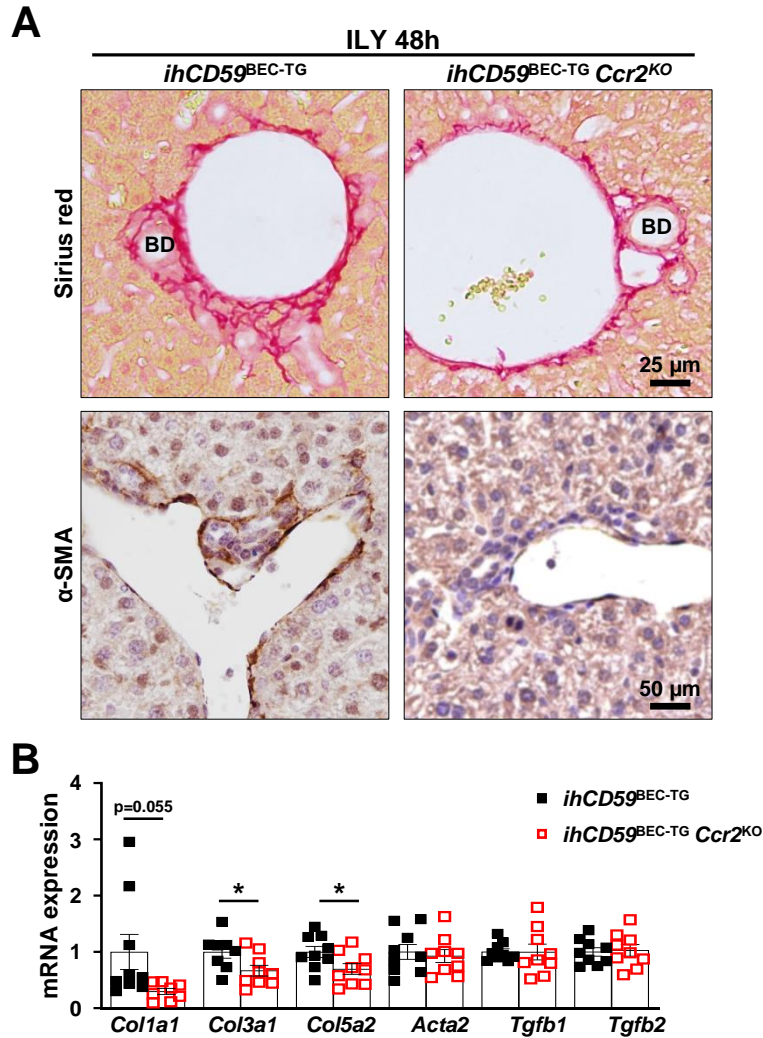 A
ILY 48h
ihCD59BEC-TG
ihCD59BEC-TG Ccr2KO
Sirius red
BD
BD
25 µm
α-SMA
50 µm
B
mRNA expression
4
3
2
1
0
p=0.055
*
*
ihCD59BEC-TG
ihCD59BEC-TG Ccr2KO
Col1a1 Col3a1 Col5a2 Acta2 Tgfb1 Tgfb2